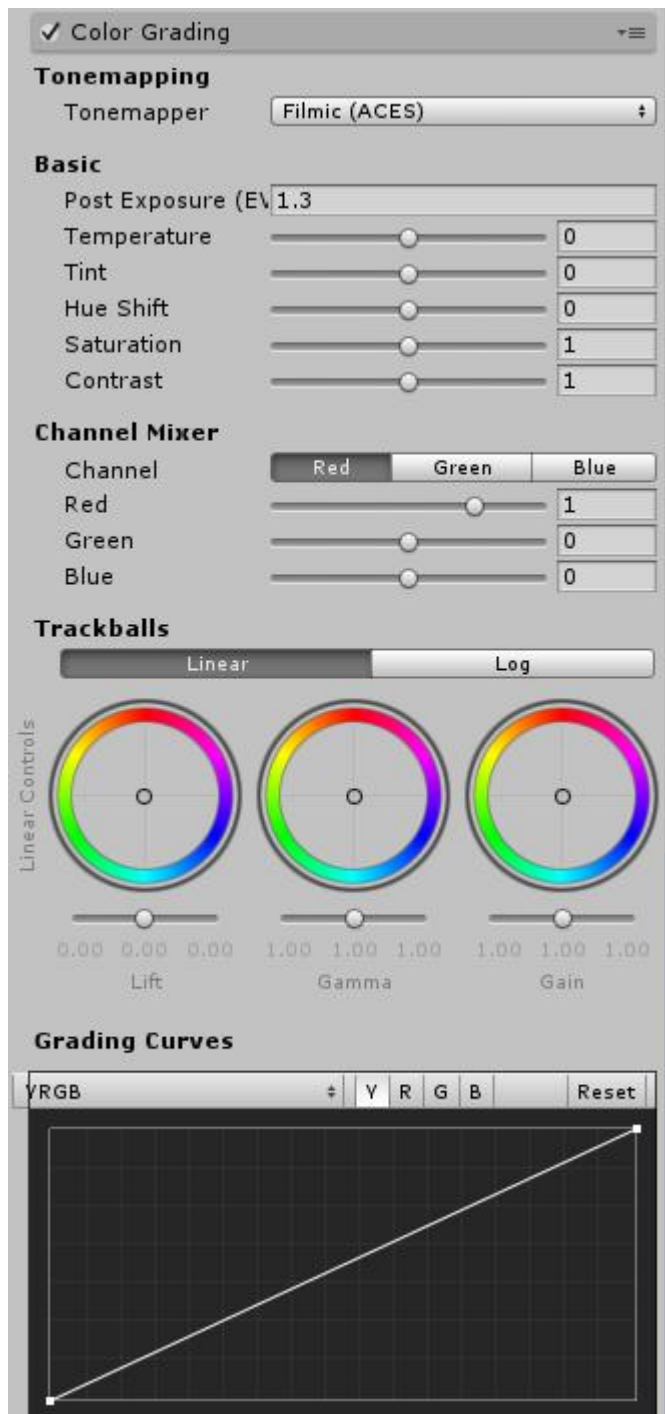 Color Grading
Tonemapping
Tonemapper Filmic (ACES)
Basic
Post Exposure (EV 1.3
Temperature 0
Tint 0
Hue Shift 0
Saturation 1
Contrast 1
Channel Mixer
Channel Red Green Blue
Red 1
Green 0
Blue 0
Trackballs
Linear Log
Linear Controls
0.00 0.00 0.00 1.00 1.00 1.00 1.00 1.00 1.00
Lift Gamma Gain
Grading Curves
YRGB Y R G B Reset